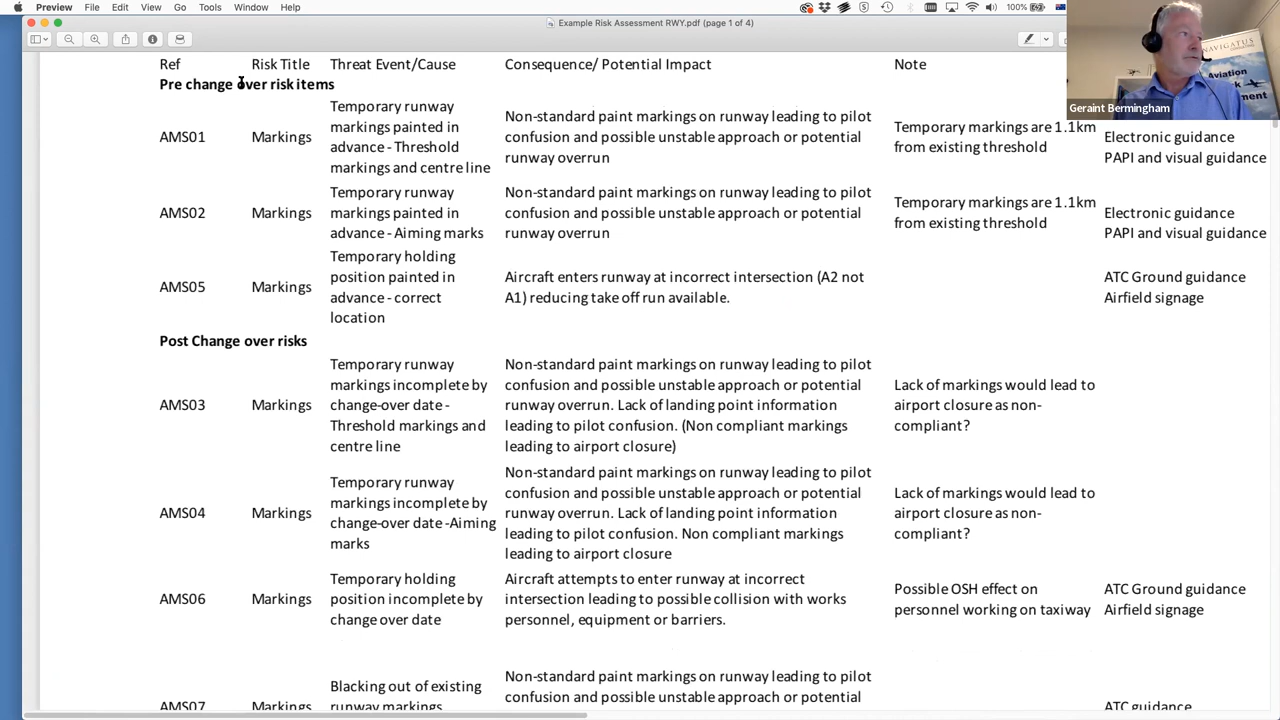 Preview File Edit View Go Tools Window Help 100%
Example Risk Assessment RWY.pdf (page 1 of 4)
Ref Risk Title Threat Event/Cause Consequence/ Potential Impact Note
Pre change over risk items
AMS01 Markings
Temporary runway
markings painted in
advance - Threshold
markings and centre line
Non-standard paint markings on runway leading to pilot
confusion and possible unstable approach or potential
runway overrun
Temporary markings are 1.1km
from existing threshold
Electronic guidance
PAPI and visual guidance
AMS02 Markings
Temporary runway
markings painted in
advance - Aiming marks
Non-standard paint markings on runway leading to pilot
confusion and possible unstable approach or potential
runway overrun
Temporary markings are 1.1km
from existing threshold
Electronic guidance
PAPI and visual guidance
AMS05 Markings
Temporary holding
position painted in
advance - correct
location
Aircraft enters runway at incorrect intersection (A2 not
A1) reducing take off run available.
ATC Ground guidance
Airfield signage
Post Change over risks
AMS03 Markings
Temporary runway
markings incomplete by
change-over date -
Threshold markings and
centre line
Non-standard paint markings on runway leading to pilot
confusion and possible unstable approach or potential
runway overrun. Lack of landing point information
leading to pilot confusion. (Non compliant markings
leading to airport closure)
Lack of markings would lead to
airport closure as non-
compliant?
AMS04 Markings
Temporary runway
markings incomplete by
change-over date -Aiming
marks
Non-standard paint markings on runway leading to pilot
confusion and possible unstable approach or potential
runway overrun. Lack of landing point information
leading to pilot confusion. Non compliant markings
leading to airport closure
Lack of markings would lead to
airport closure as non-
compliant?
AMS06 Markings
Temporary holding
position incomplete by
change over date
Aircraft attempts to enter runway at incorrect
intersection leading to possible collision with works
personnel, equipment or barriers.
Possible OSH effect on
personnel working on taxiway
ATC Ground guidance
Airfield signage
AMS07 Markings
Blacking out of existing
runway markings
Non-standard paint markings on runway leading to pilot
confusion and possible unstable approach or potential
ATC guidance
NAVIGATUS
Aviation
Geraint Bermingham